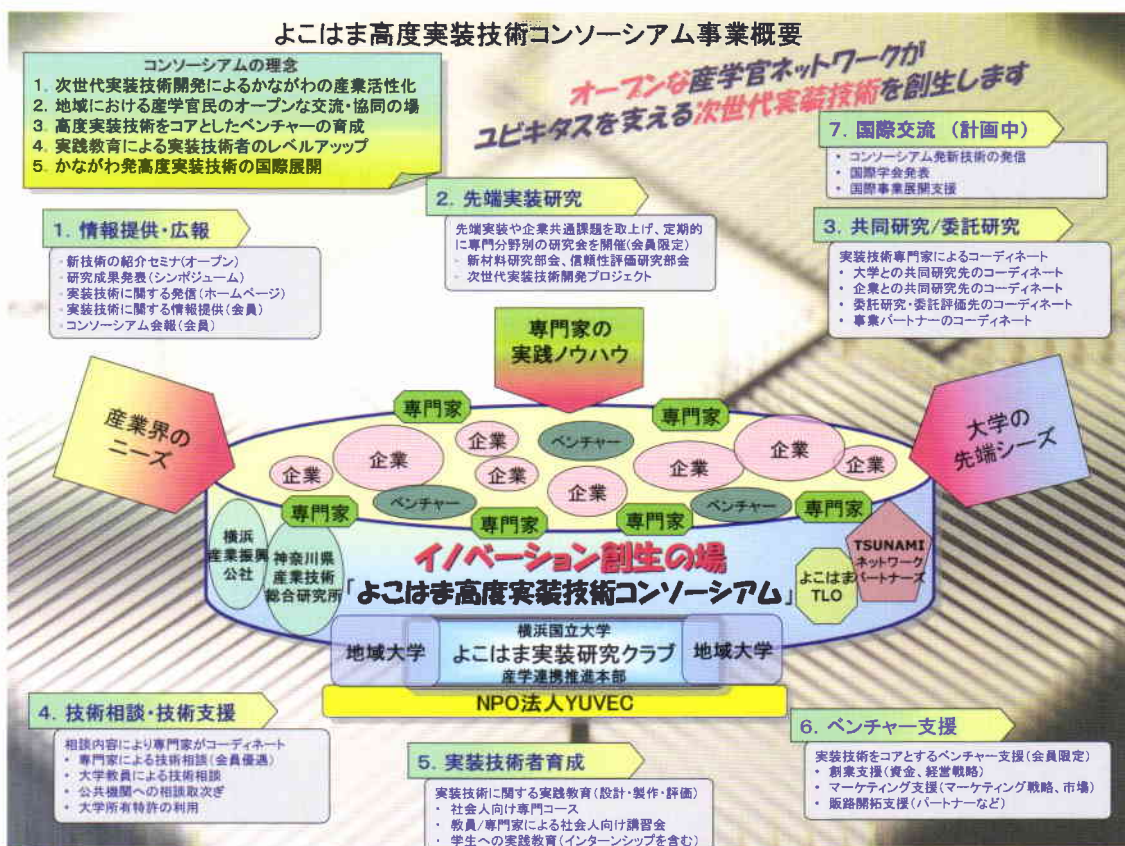 よこはま高度実装技術コンソーシアム事業概要
コンソーシアムの理念
1. 次世代実装技術開発によるかながわの産業活性化
2. 地域における産学官民のオープンな交流・協同の場
3. 高度実装技術をコアとしたベンチャーの育成
4. 実践教育による実装技術者のレベルアップ
5. かながわ発高度実装技術の国際展開
オープンな産学官ネットワークが
ユビキタスを支える次世代実装技術を創生します
7. 国際交流 (計画中)
・ コンソーシアム発新技術の発信
・ 国際学会発表
・ 国際事業展開支援
2. 先端実装研究
先端実装や企業共通課題を取上げ、定期的
に専門分野別の研究会を開催(会員限定)
・ 新材料研究部会、信頼性評価研究部会
・ 次世代実装技術開発プロジェクト
1. 情報提供・広報
・新技術の紹介セミナ(オープン)
・研究成果発表(シンポジューム)
・実装技術に関する発信(ホームページ)
・実装技術に関する情報提供(会員)
・コンソーシアム会報(会員)
3. 共同研究/委託研究
実装技術専門家によるコーディネート
・ 大学との共同研究先のコーディネート
・ 企業との共同研究先のコーディネート
・ 委託研究・委託評価先のコーディネート
・ 事業パートナーのコーディネート
専門家の
実践ノウハウ
産業界の
ニーズ
大学の
先端シーズ
専門家
専門家
企業
ベンチャー
企業
企業
企業
企業
企業
企業
企業
企業
ベンチャー
ベンチャー
専門家
専門家
専門家
専門家
横浜
産業振興
公社
神奈川県
産業技術
総合研究所
イノベーション創生の場
「よこはま高度実装技術コンソーシアム」
よこはま
TLO
TSUNAMI
ネットワーク
パートナーズ
地域大学
横浜国立大学
よこはま実装研究クラブ
産学連携推進本部
地域大学
NPO法人YUVEC
4. 技術相談・技術支援
相談内容により専門家がコーディネート
・ 専門家による技術相談(会員優遇)
・ 大学教員による技術相談
・ 公共機関への相談取次ぎ
・ 大学所有特許の利用
5. 実装技術者育成
実装技術に関する実践教育(設計・製作・評価)
・ 社会人向け専門コース
・ 教員/専門家による社会人向け講習会
・ 学生への実践教育(インターンシップを含む)
6. ベンチャー支援
実装技術をコアとするベンチャー支援(会員限定)
・ 創業支援(資金、経営戦略)
・ マーケティング支援(マーケティング戦略、市場)
・ 販路開拓支援(パートナーなど)